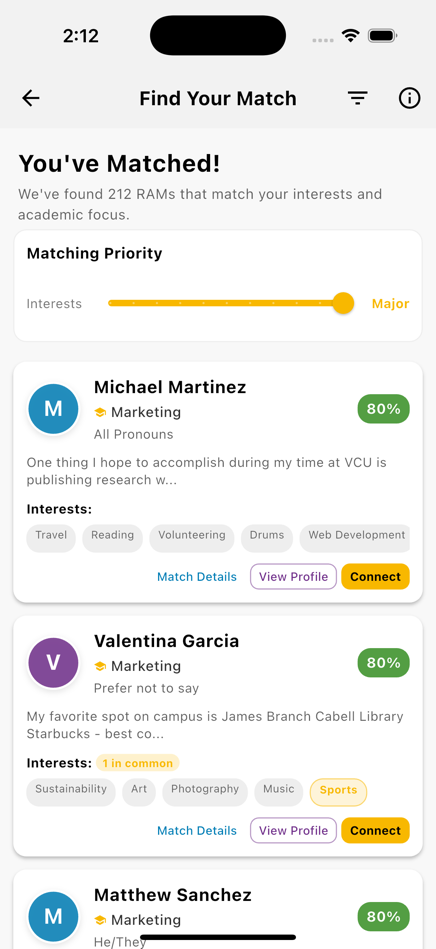 2:12
Find Your Match
You've Matched!
We've found 212 RAMs that match your interests and
academic focus.
Matching Priority
Interests Major
M
Michael Martinez
Marketing
All Pronouns
80%
One thing I hope to accomplish during my time at VCU is
publishing research w...
Interests:
Travel Reading Volunteering Drums Web Development
Match Details View Profile Connect
V
Valentina Garcia
Marketing
Prefer not to say
80%
My favorite spot on campus is James Branch Cabell Library
Starbucks - best co...
Interests: 1 in common
Sustainability Art Photography Music Sports
Match Details View Profile Connect
M
Matthew Sanchez
Marketing
He/They
80%